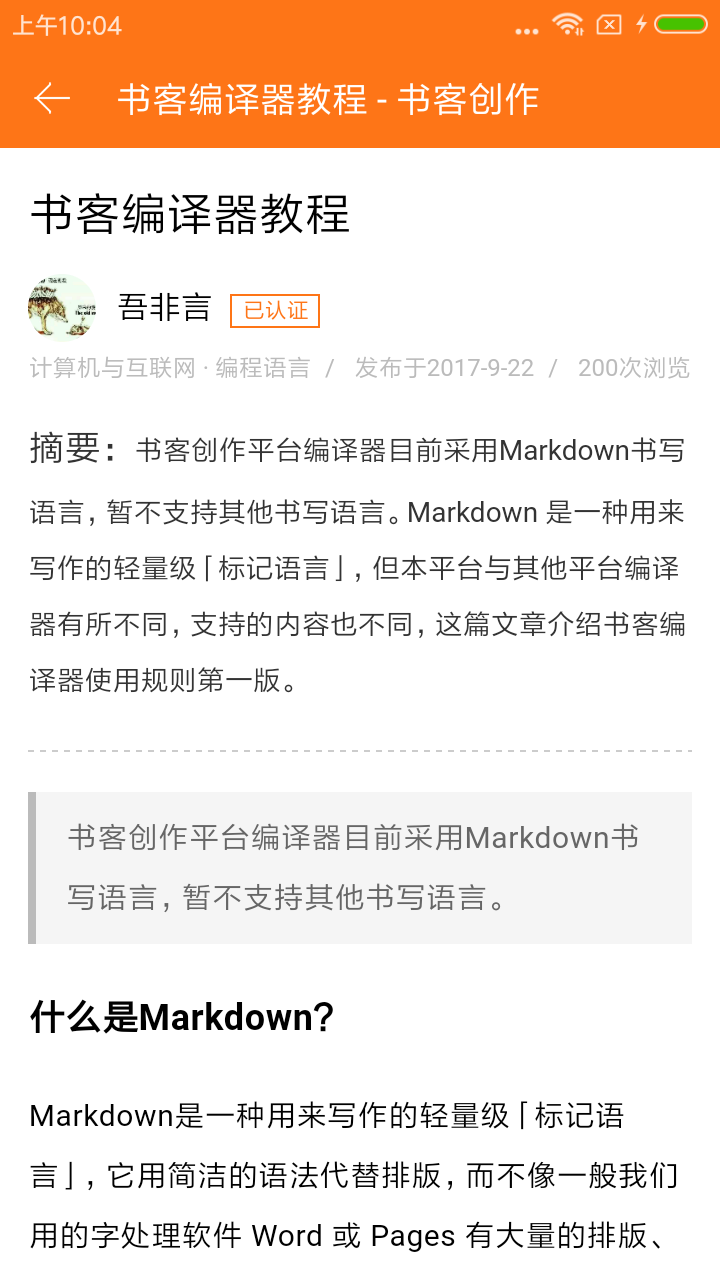 上午10:04
书客编译器教程 - 书客创作
书客编译器教程
吾非言 已认证
计算机与互联网 · 编程语言 / 发布于2017-9-22 / 200次浏览
摘要：书客创作平台编译器目前采用Markdown书写
语言，暂不支持其他书写语言。Markdown 是一种用来
写作的轻量级「标记语言」，但本平台与其他平台编译
器有所不同，支持的内容也不同，这篇文章介绍书客编
译器使用规则第一版。
书客创作平台编译器目前采用Markdown书
写语言，暂不支持其他书写语言。
什么是Markdown？
Markdown是一种用来写作的轻量级「标记语
言」，它用简洁的语法代替排版，而不像一般我们
用的字处理软件 Word 或 Pages 有大量的排版、